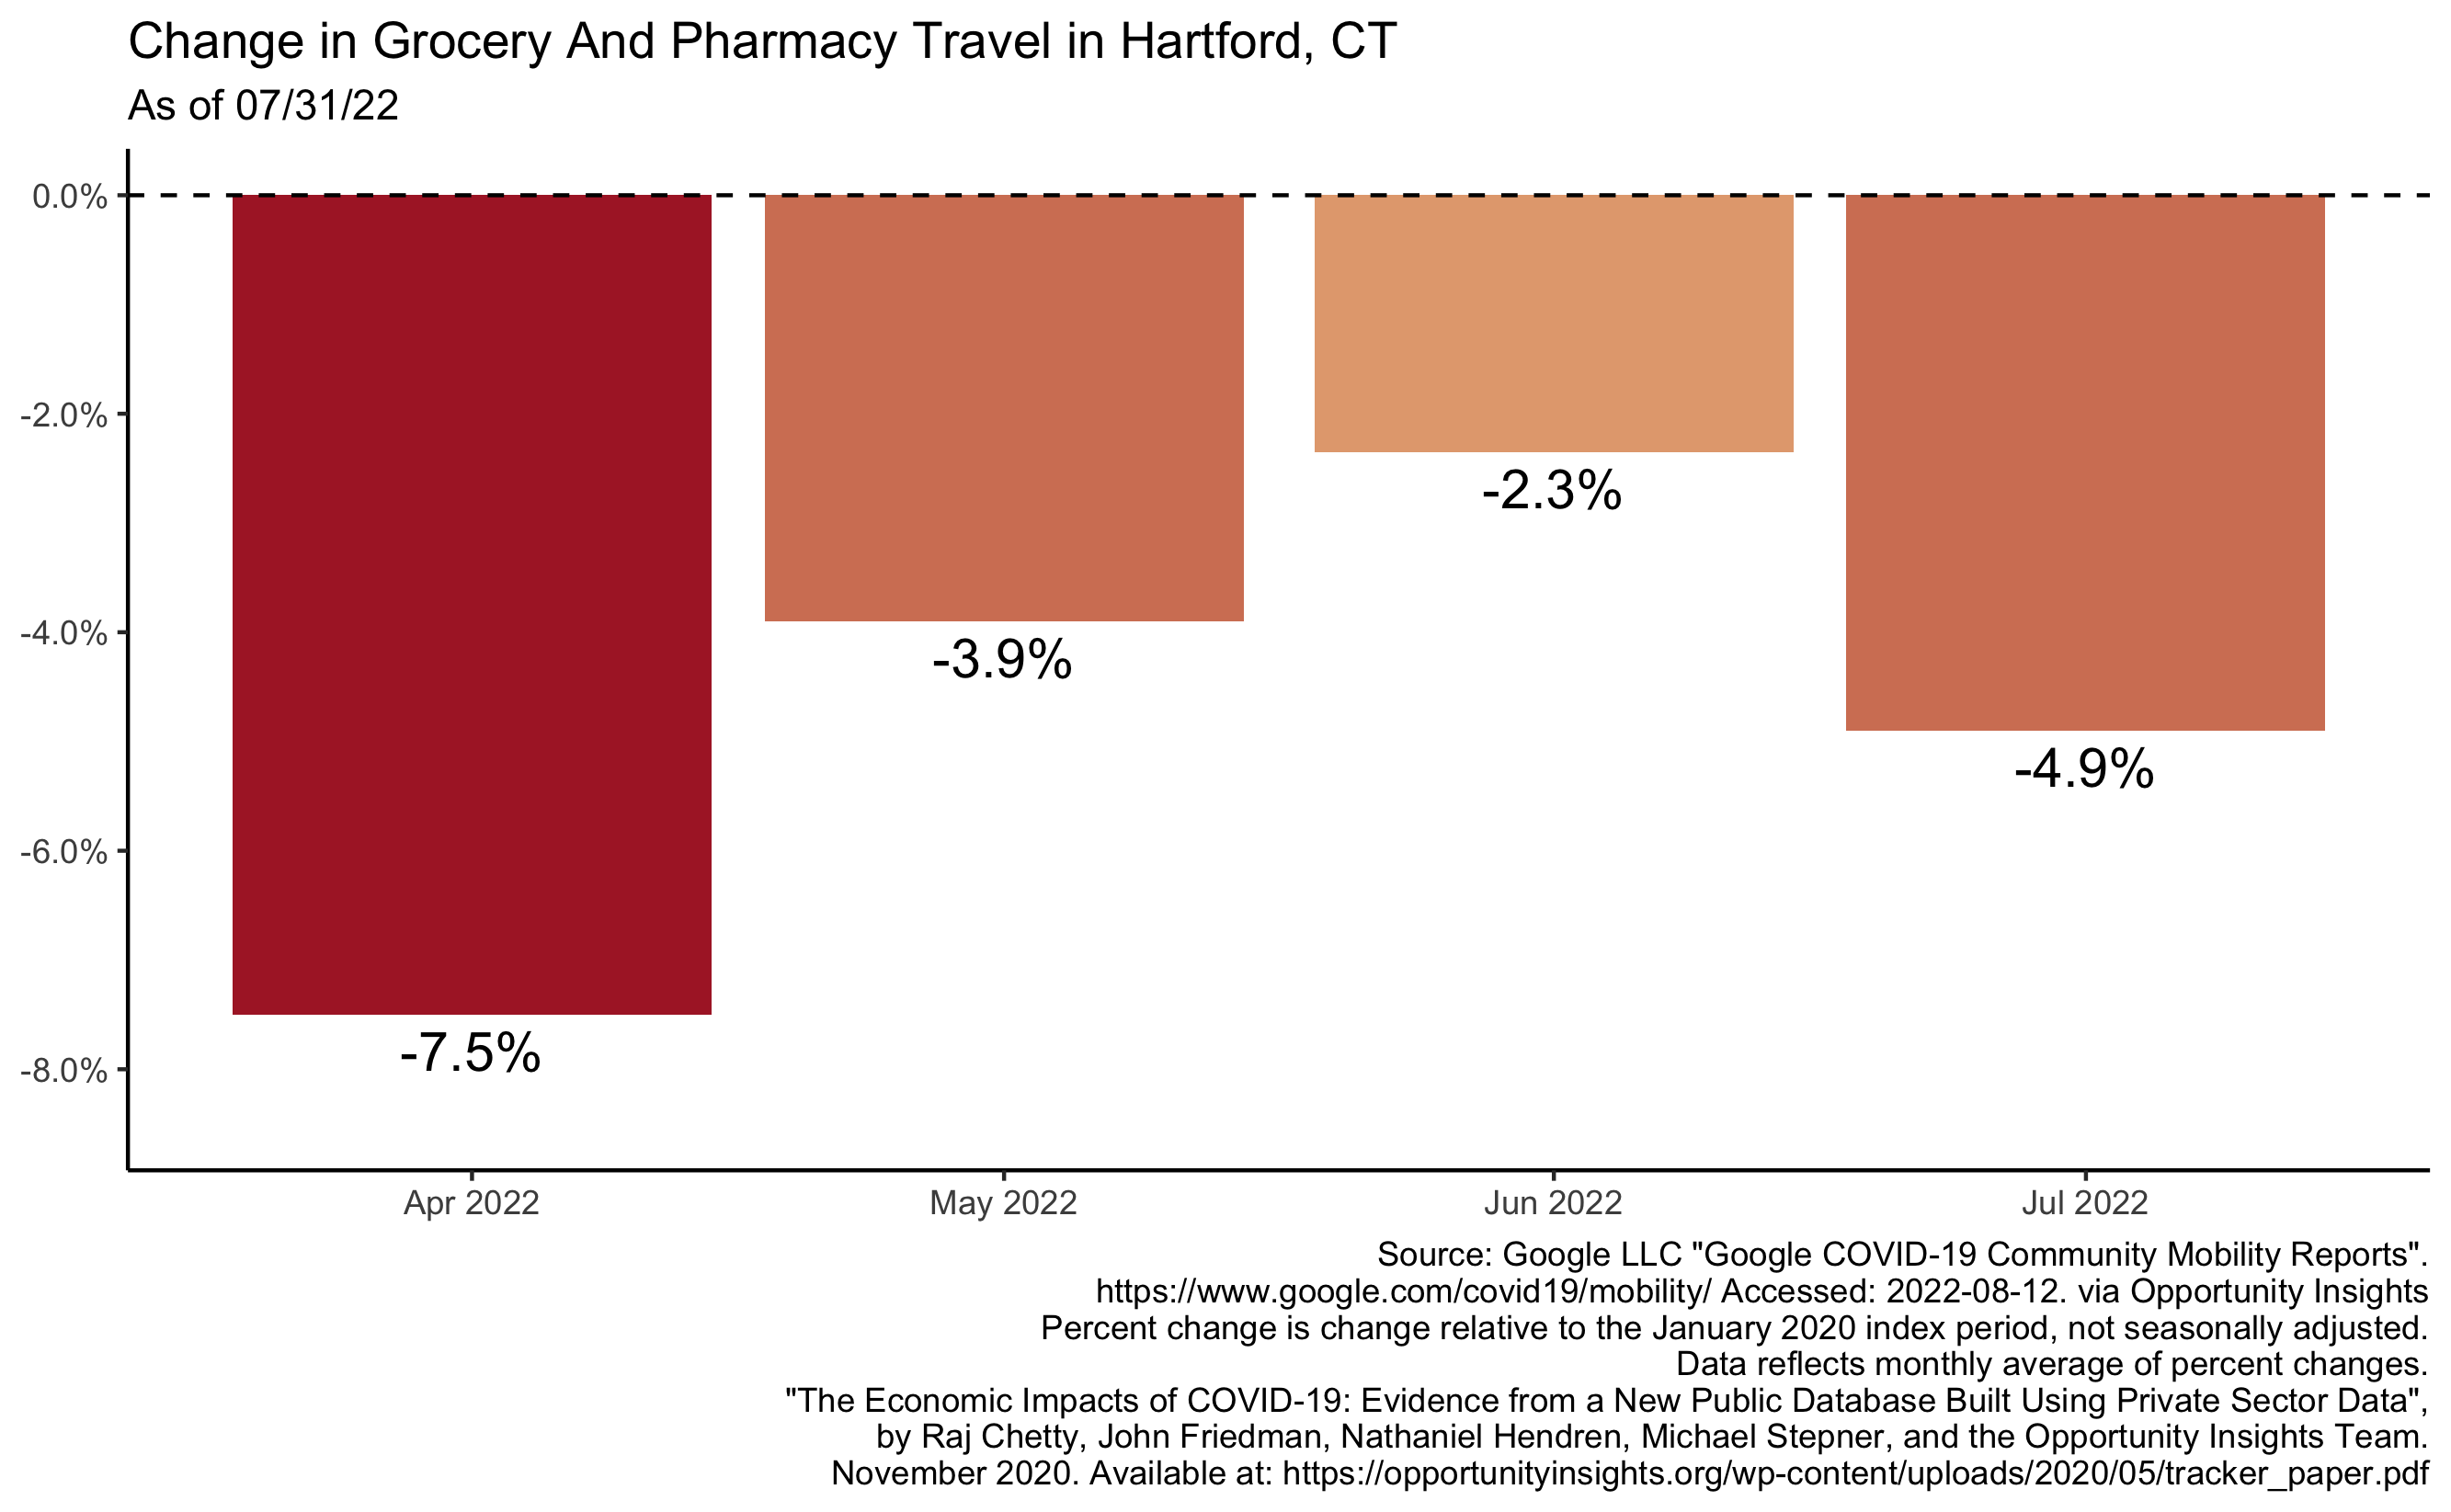 Change in Grocery And Pharmacy Travel in Hartford, CT
As of 07/31/22
0.0%
-2.0%
-4.0%
-6.0%
-8.0%
-7.5%
-3.9%
-2.3%
-4.9%
Apr 2022
May 2022
Jun 2022
Jul 2022
Source: Google LLC "Google COVID-19 Community Mobility Reports".
https://www.google.com/covid19/mobility/ Accessed: 2022-08-12. via Opportunity Insights
Percent change is change relative to the January 2020 index period, not seasonally adjusted.
Data reflects monthly average of percent changes.
"The Economic Impacts of COVID-19: Evidence from a New Public Database Built Using Private Sector Data",
by Raj Chetty, John Friedman, Nathaniel Hendren, Michael Stepner, and the Opportunity Insights Team.
November 2020. Available at: https://opportunityinsights.org/wp-content/uploads/2020/05/tracker_paper.pdf